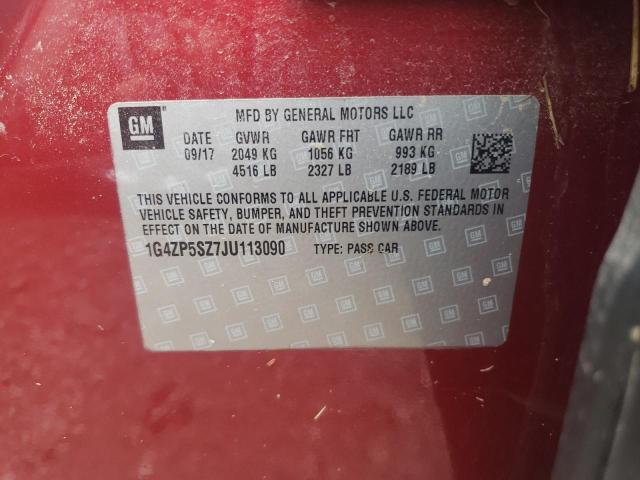 GM
MFD BY GENERAL MOTORS LLC
DATE GVWR GAWR FRT GAWR RR
09/17 2049 KG 1056 KG 993 KG
4516 LB 2327 LB 2189 LB
THIS VEHICLE CONFORMS TO ALL APPLICABLE U.S. FEDERAL MOTOR
VEHICLE SAFETY, BUMPER, AND THEFT PREVENTION STANDARDS IN
EFFECT ON THE DATE OF MANUFACTURE SHOWN ABOVE.
1G4ZP5SZ7JU113090 TYPE: PASS CAR